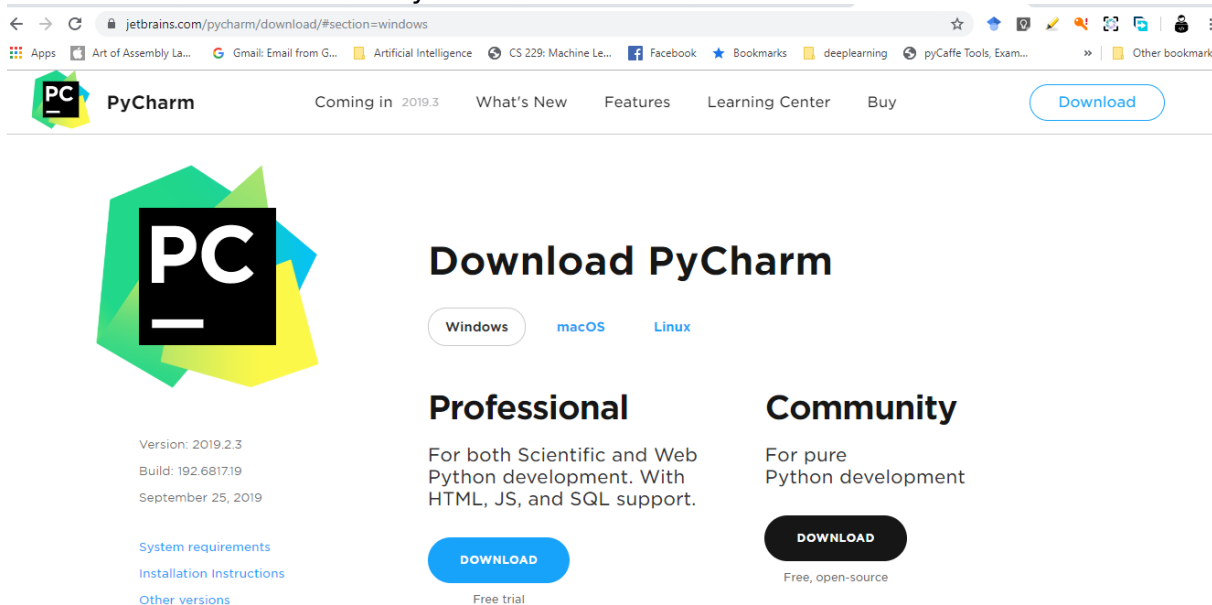 jetbrains.com/pycharm/download/#section=windows
Apps Art of Assembly La... G Gmail: Email from G... Artificial Intelligence CS 229: Machine Le... Facebook Bookmarks deeplearning pyCaffe Tools, Exam... » Other bookmark
PC PyCharm Coming in 2019.3 What's New Features Learning Center Buy Download
PC
Download PyCharm
Windows macOS Linux
Professional Community
Version: 2019.2.3
Build: 192.6817.19
September 25, 2019
System requirements
Installation Instructions
Other versions
For both Scientific and Web
Python development. With
HTML, JS, and SQL support.
DOWNLOAD
Free trial
For pure
Python development
DOWNLOAD
Free, open-source